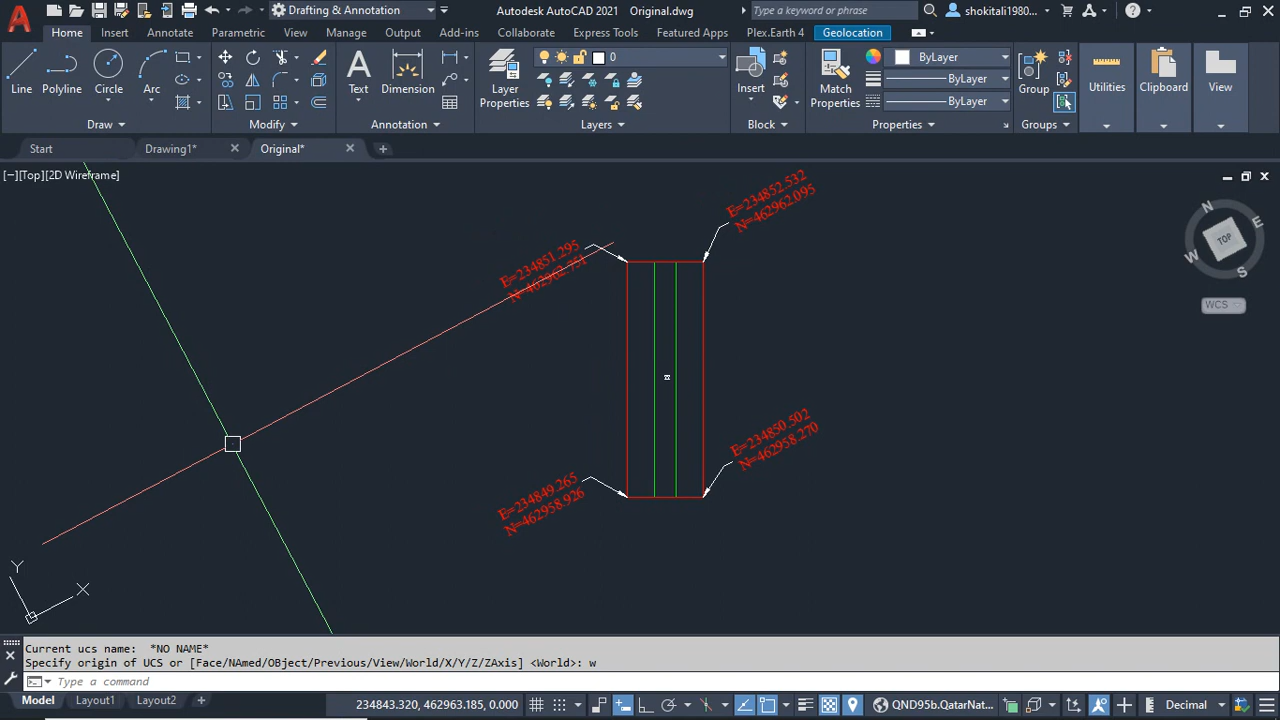 Drafting & Annotation
Autodesk AutoCAD 2021 Original.dwg
Type a keyword or phrase
shokitali1980...
Home Insert Annotate Parametric View Manage Output Add-ins Collaborate Express Tools Featured Apps Plex.Earth 4 Geolocation
0
ByLayer
ByLayer
ByLayer
Line Polyline Circle Arc
Text Dimension
Layer Properties
Insert
Match Properties
Group
Utilities
Clipboard
View
Draw Modify Annotation Layers Block Properties Groups
Start Drawing1* Original*
[−][Top][2D Wireframe]
E=234852.532
N=462962.095
E=234851.295
N=462962.751
N
W TOP E
S
WCS
E=234850.502
N=462958.270
E=234849.265
N=462958.926
Y
X
Current ucs name: *NO NAME*
Specify origin of UCS or [Face/NAmed/OBject/Previous/View/World/X/Y/Z/ZAxis] <World>: w
Type a command
Model Layout1 Layout2
234843.320, 462963.185, 0.000
QND95b.QatarNat...
Decimal